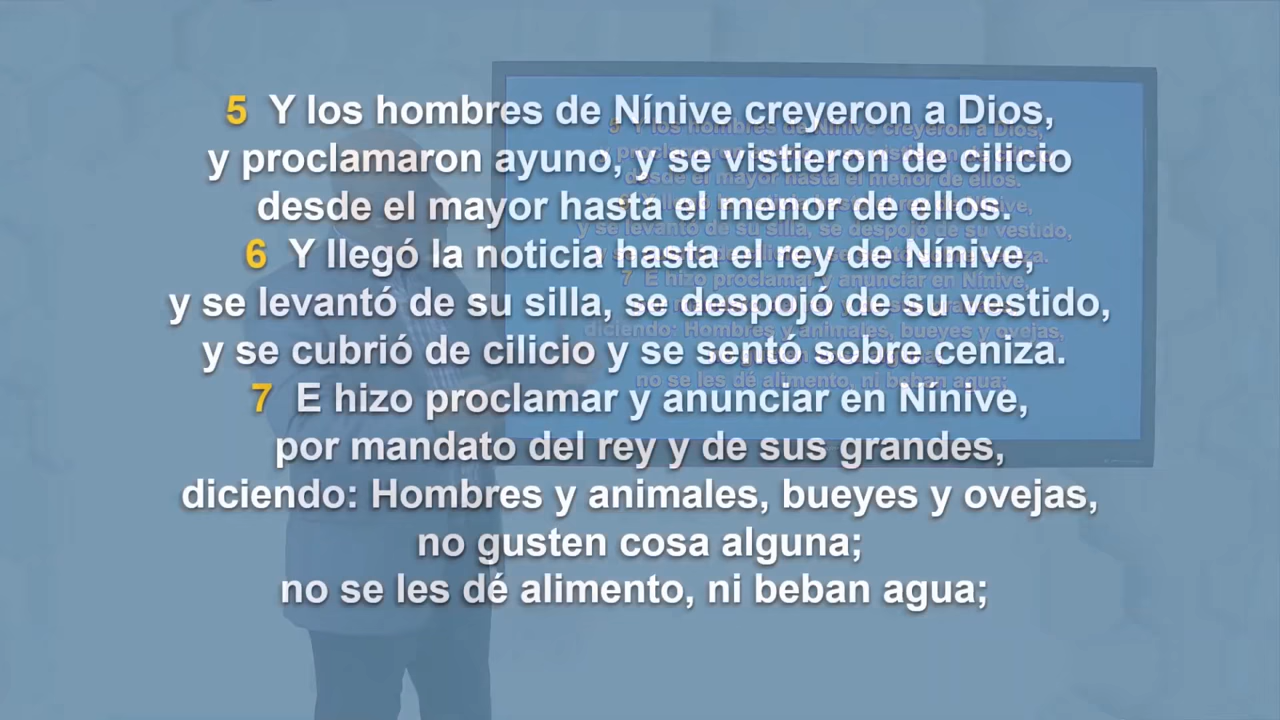 5 Y los hombres de Nínive creyeron a Dios,
y proclamaron ayuno, y se vistieron de cilicio
desde el mayor hasta el menor de ellos.
6 Y llegó la noticia hasta el rey de Nínive,
y se levantó de su silla, se despojó de su vestido,
y se cubrió de cilicio y se sentó sobre ceniza.
7 E hizo proclamar y anunciar en Nínive,
por mandato del rey y de sus grandes,
diciendo: Hombres y animales, bueyes y ovejas,
no gusten cosa alguna;
no se les dé alimento, ni beban agua;